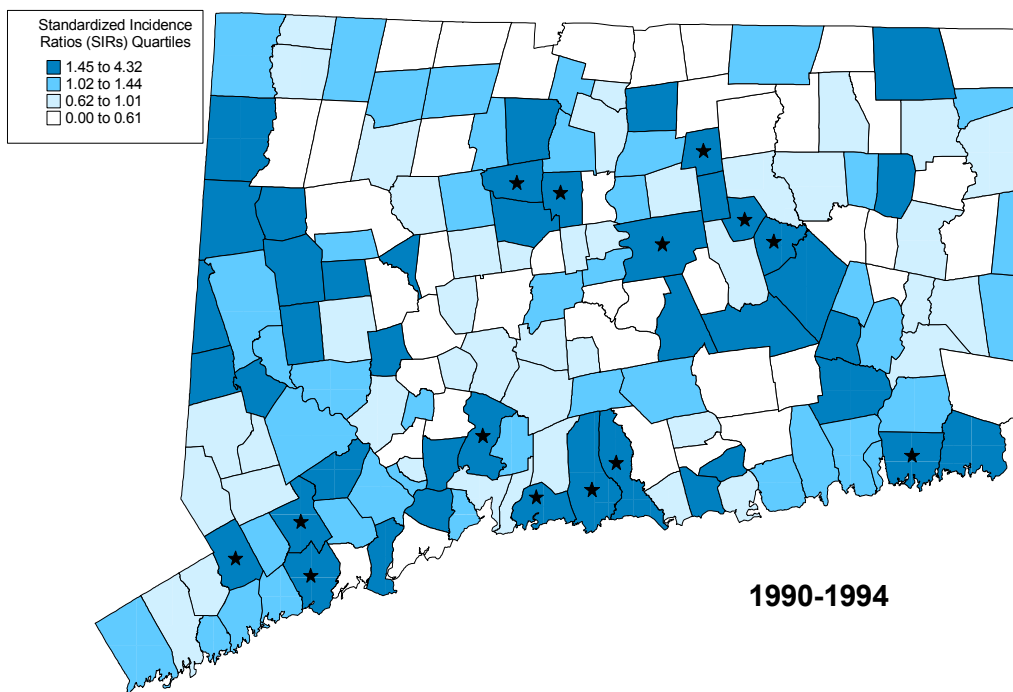 Standardized Incidence
Ratios (SIRs) Quartiles
1.45 to 4.32
1.02 to 1.44
0.62 to 1.01
0.00 to 0.61
1990-1994